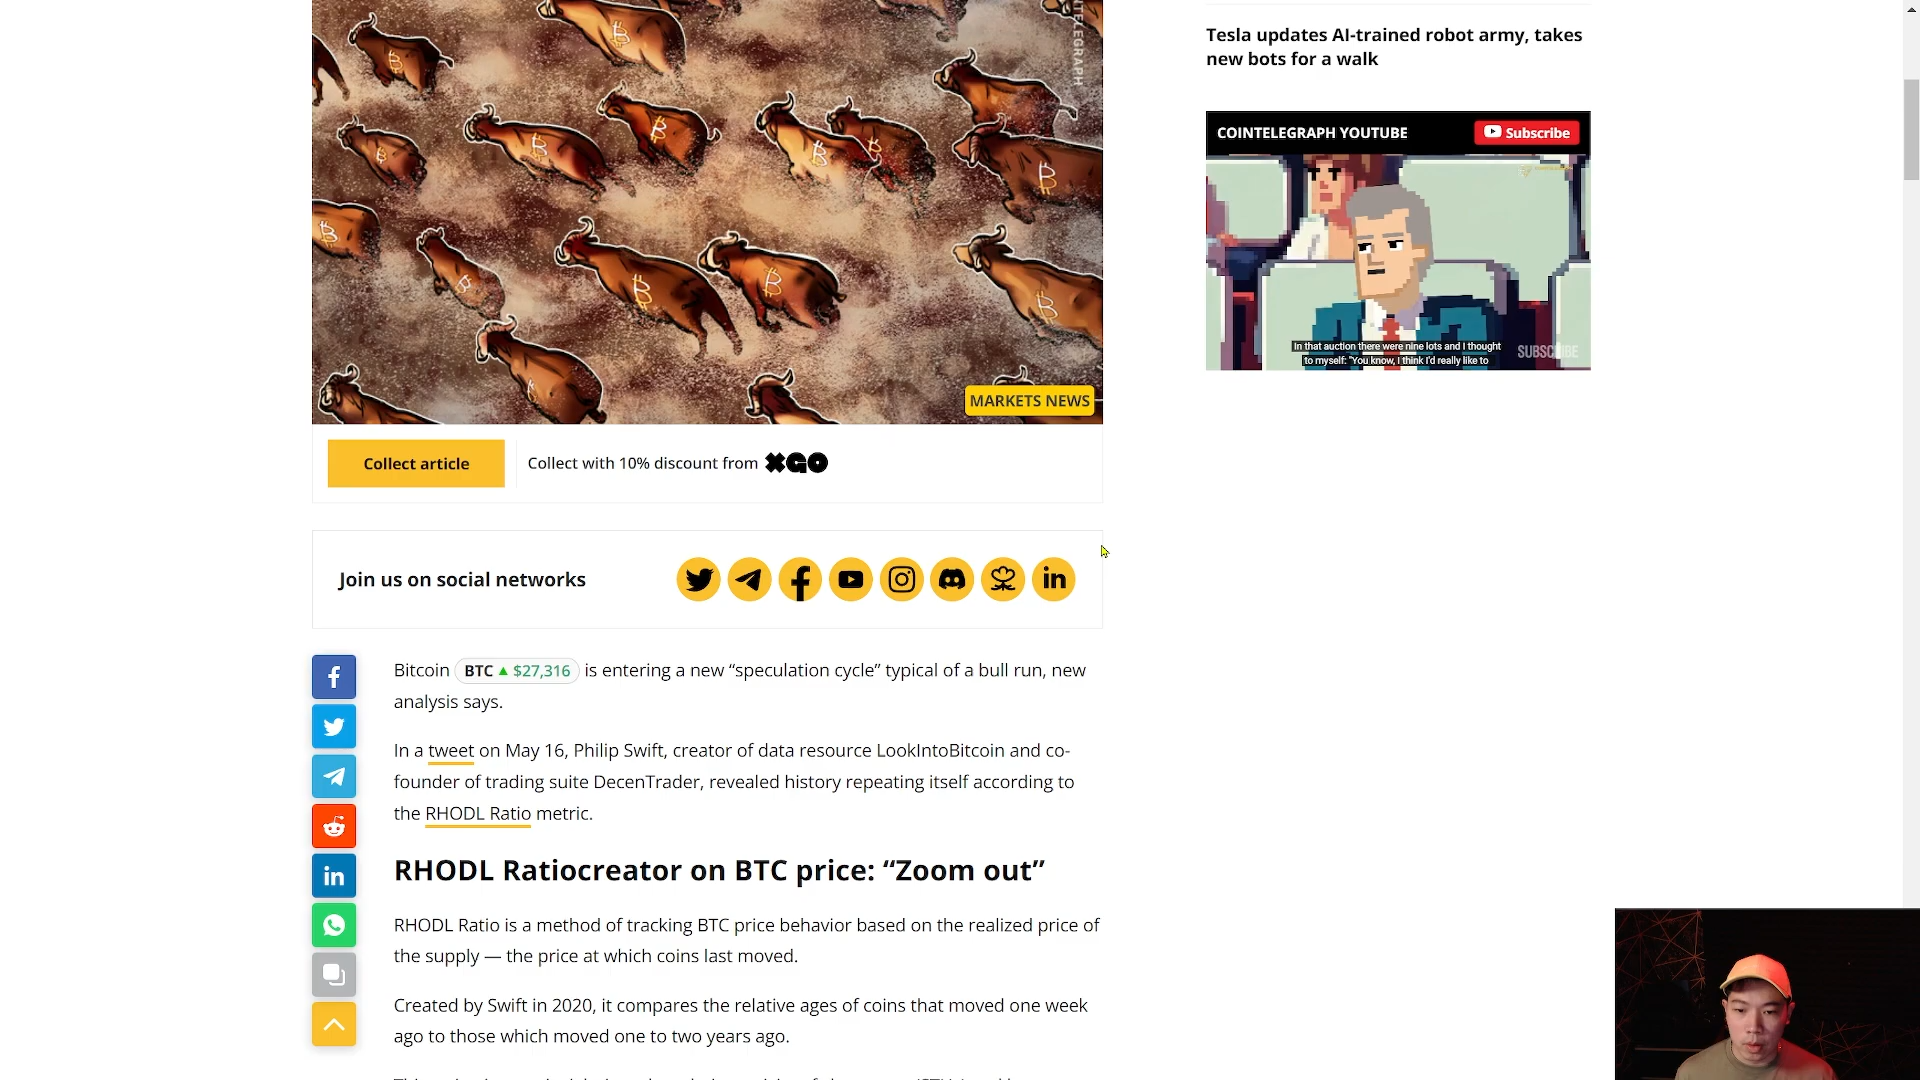 TELEGRAPH
MARKETS NEWS
Collect article
Collect with 10% discount from XGO
Join us on social networks
Bitcoin BTC ▲ $27,316 is entering a new “speculation cycle” typical of a bull run, new
analysis says.
In a tweet on May 16, Philip Swift, creator of data resource LookIntoBitcoin and co-
founder of trading suite DecenTrader, revealed history repeating itself according to
the RHODL Ratio metric.
RHODL Ratiocreator on BTC price: “Zoom out”
RHODL Ratio is a method of tracking BTC price behavior based on the realized price of
the supply — the price at which coins last moved.
Created by Swift in 2020, it compares the relative ages of coins that moved one week
ago to those which moved one to two years ago.
Tesla updates AI-trained robot army, takes
new bots for a walk
COINTELEGRAPH YOUTUBE
Subscribe
In that auction there were nine lots and I thought
to myself: "You know, I think I'd really like to
SUBSCRIBE